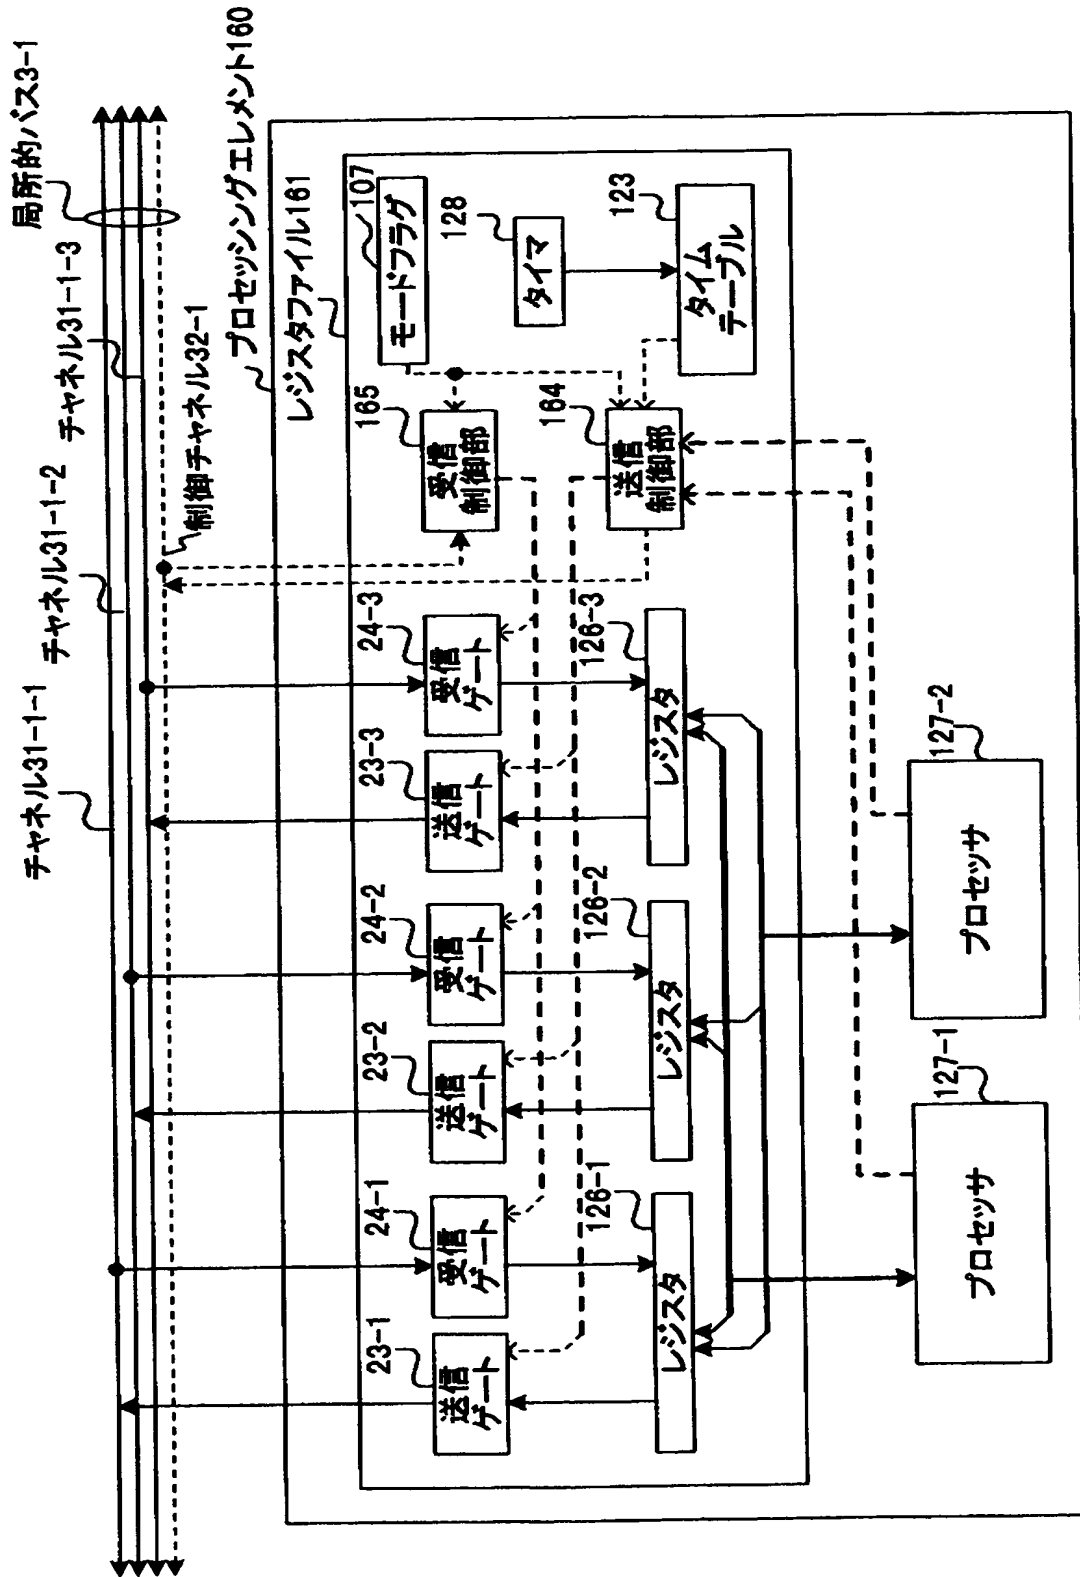 局所的バス3-1
チャネル31-1-3
チャネル31-1-2
チャネル31-1-1
制御チャネル32-1
プロセッシングエレメント160
レジスタファイル161
107
モードフラグ
128
タイマ
123
タイム
テーブル
165
受信
制御部
164
送信
制御部
24-3
受信
ゲート
23-3
送信
ゲート
126-3
レジスタ
24-2
受信
ゲート
23-2
送信
ゲート
126-2
レジスタ
24-1
受信
ゲート
23-1
送信
ゲート
126-1
レジスタ
127-2
プロセッサ
127-1
プロセッサ